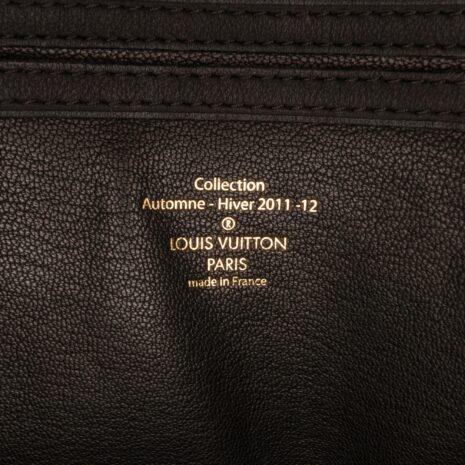 Collection
Automne - Hiver 2011 -12
®
LOUIS VUITTON
PARIS
made in France